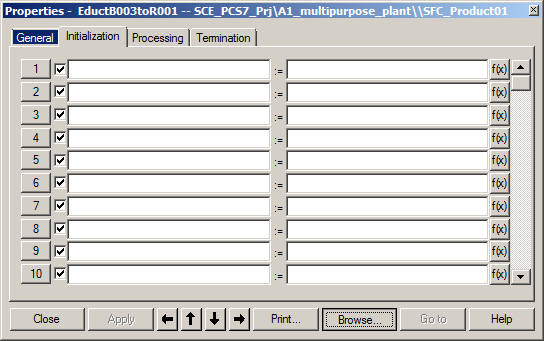 Properties - EductB003toR001 -- SCE_PCS7_Prj\A1_multipurpose_plant\\SFC_Product01
General Initialization Processing Termination
1 := f(x)
2 := f(x)
3 := f(x)
4 := f(x)
5 := f(x)
6 := f(x)
7 := f(x)
8 := f(x)
9 := f(x)
10 := f(x)
Close Apply Print... Browse... Go to Help